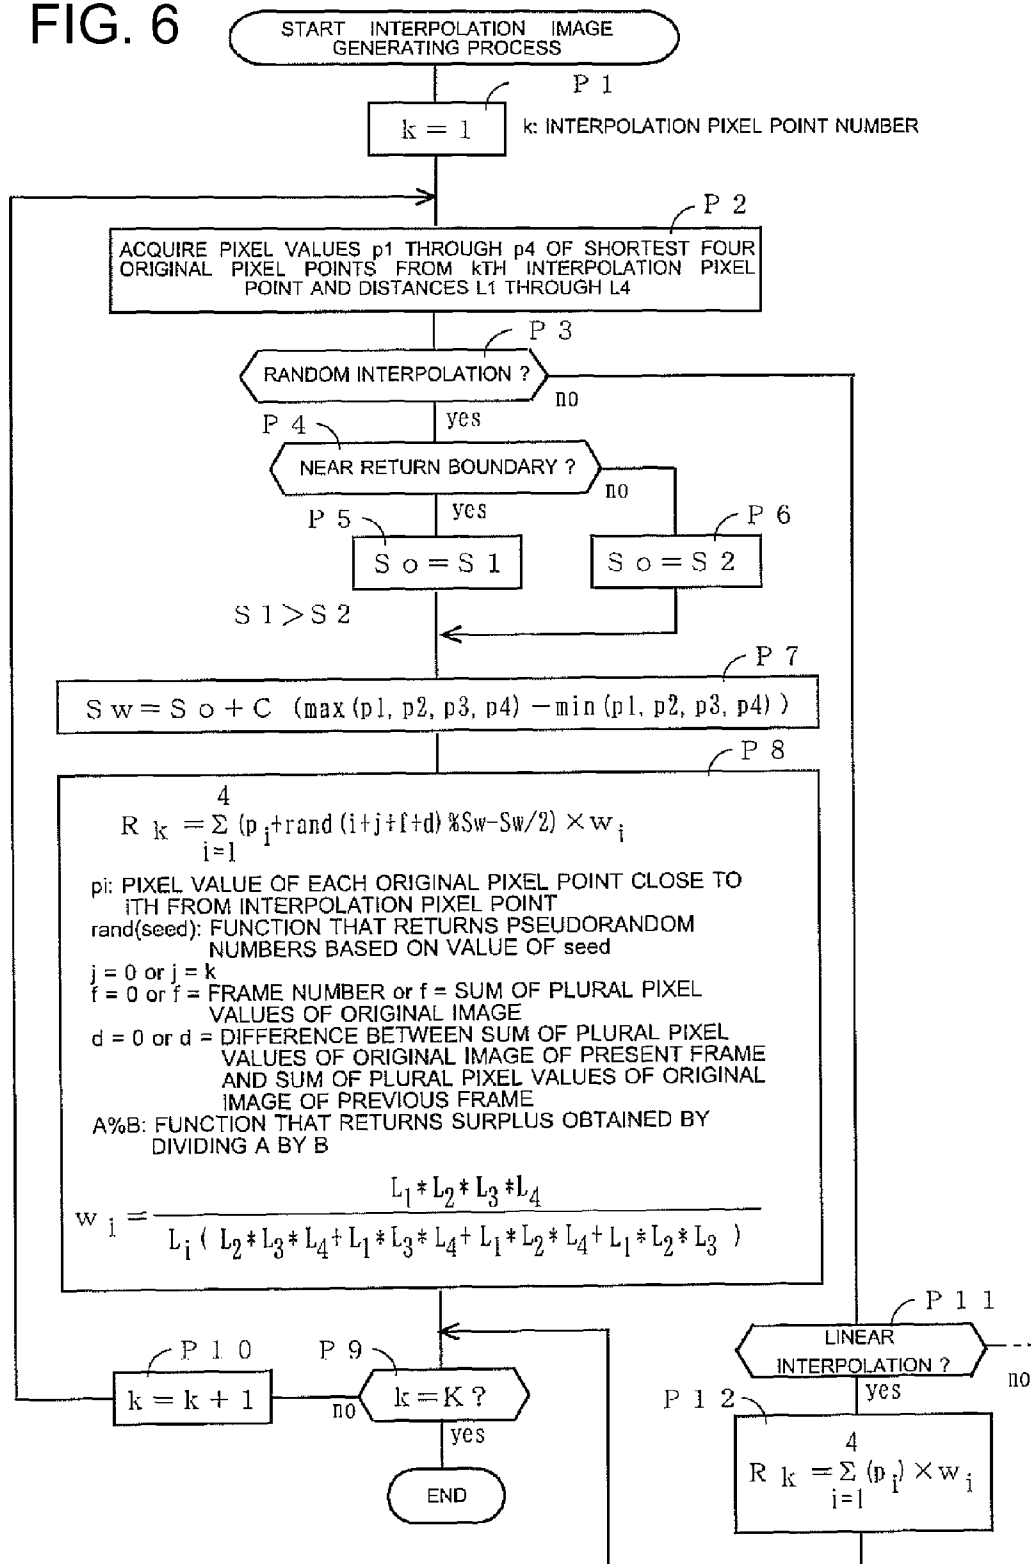 FIG. 6
START INTERPOLATION IMAGE
GENERATING PROCESS
P 1
k = 1
k: INTERPOLATION PIXEL POINT NUMBER
P 2
ACQUIRE PIXEL VALUES p1 THROUGH p4 OF SHORTEST FOUR
ORIGINAL PIXEL POINTS FROM kTH INTERPOLATION PIXEL
POINT AND DISTANCES L1 THROUGH L4
P 3
RANDOM INTERPOLATION ?
no
yes
P 4
NEAR RETURN BOUNDARY ?
no
yes
P 5
S o = S 1
P 6
S o = S 2
S 1 > S 2
P 7
S w = S o + C (max (p1, p2, p3, p4) − min (p1, p2, p3, p4) )
P 8
4
R k = Σ (p i + rand (i+j+f+d) %Sw−Sw/2) × w i
i=1
pi: PIXEL VALUE OF EACH ORIGINAL PIXEL POINT CLOSE TO
iTH FROM INTERPOLATION PIXEL POINT
rand(seed): FUNCTION THAT RETURNS PSEUDORANDOM
NUMBERS BASED ON VALUE OF seed
j = 0 or j = k
f = 0 or f = FRAME NUMBER or f = SUM OF PLURAL PIXEL
VALUES OF ORIGINAL IMAGE
d = 0 or d = DIFFERENCE BETWEEN SUM OF PLURAL PIXEL
VALUES OF ORIGINAL IMAGE OF PRESENT FRAME
AND SUM OF PLURAL PIXEL VALUES OF ORIGINAL
IMAGE OF PREVIOUS FRAME
A%B: FUNCTION THAT RETURNS SURPLUS OBTAINED BY
DIVIDING A BY B
L1 * L2 * L3 * L4
w i =
Li ( L2 * L3 * L4 + L1 * L3 * L4 + L1 * L2 * L4 + L1 * L2 * L3 )
P 1 1
LINEAR
INTERPOLATION ?
no
yes
P 1 0
k = k + 1
P 9
k = K ?
no
yes
END
P 1 2
4
R k = Σ (p i) × w i
i=1